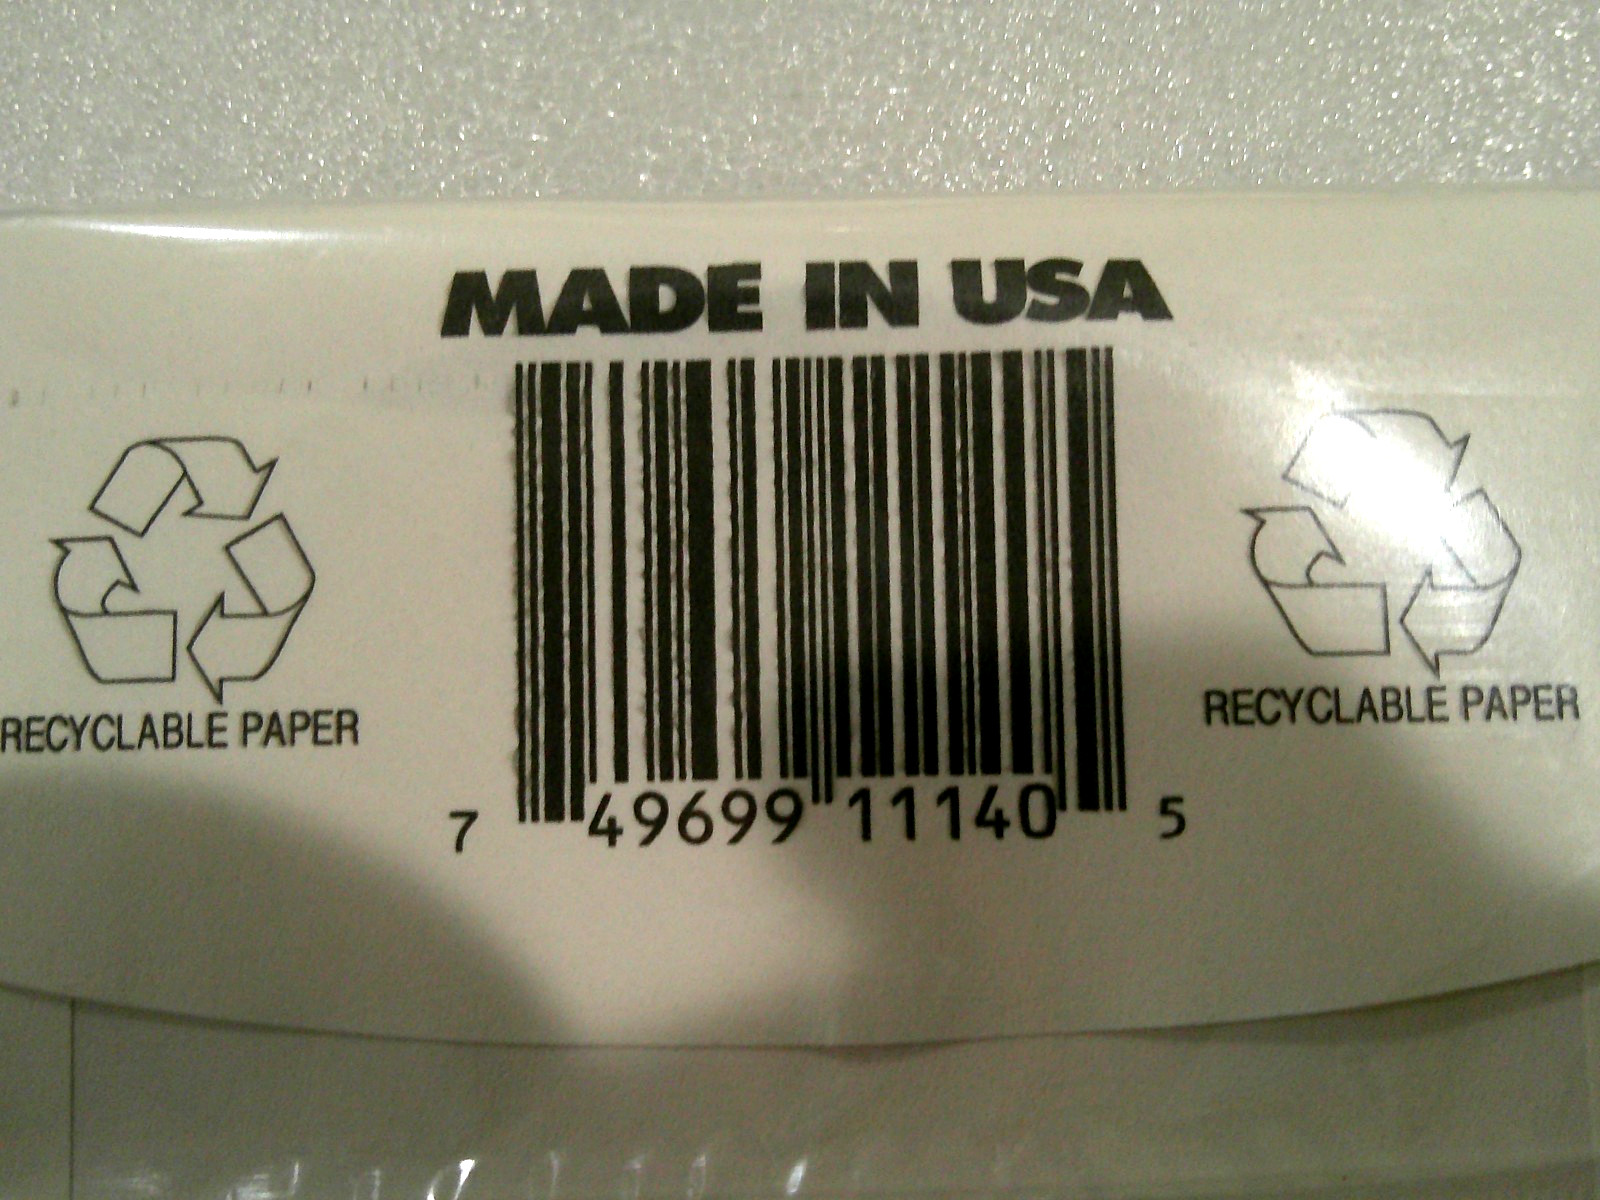 MADE IN USA
RECYCLABLE PAPER
7 49699 11140 5
RECYCLABLE PAPER